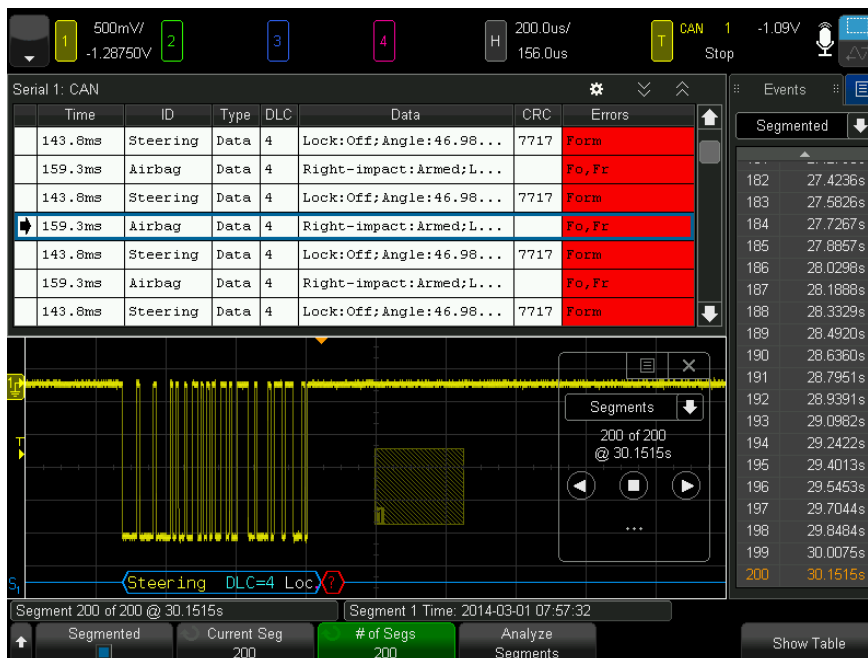 1 500mV/ 2 3 4 H 200.0us/ T CAN 1 -1.09V
-1.28750V 156.0us Stop
Serial 1: CAN
Events
Segmented
Time ID Type DLC Data CRC Errors
143.8ms Steering Data 4 Lock:Off;Angle:46.98... 7717 Form
159.3ms Airbag Data 4 Right-impact:Armed;L... Fo,Fr
143.8ms Steering Data 4 Lock:Off;Angle:46.98... 7717 Form
159.3ms Airbag Data 4 Right-impact:Armed;L... Fo,Fr
143.8ms Steering Data 4 Lock:Off;Angle:46.98... 7717 Form
159.3ms Airbag Data 4 Right-impact:Armed;L... Fo,Fr
143.8ms Steering Data 4 Lock:Off;Angle:46.98... 7717 Form
182 27.4236s
183 27.5826s
184 27.7267s
185 27.8857s
186 28.0298s
187 28.1888s
188 28.3329s
189 28.4920s
190 28.6360s
191 28.7951s
192 28.9391s
193 29.0982s
194 29.2422s
195 29.4013s
196 29.5453s
197 29.7044s
198 29.8484s
199 30.0075s
200 30.1515s
1
T
Segments
200 of 200
@ 30.1515s
...
1
S1 Steering DLC=4 Loc. ?
Segment 200 of 200 @ 30.1515s Segment 1 Time: 2014-03-01 07:57:32
Segmented Current Seg # of Segs Analyze Show Table
200 200 Segments